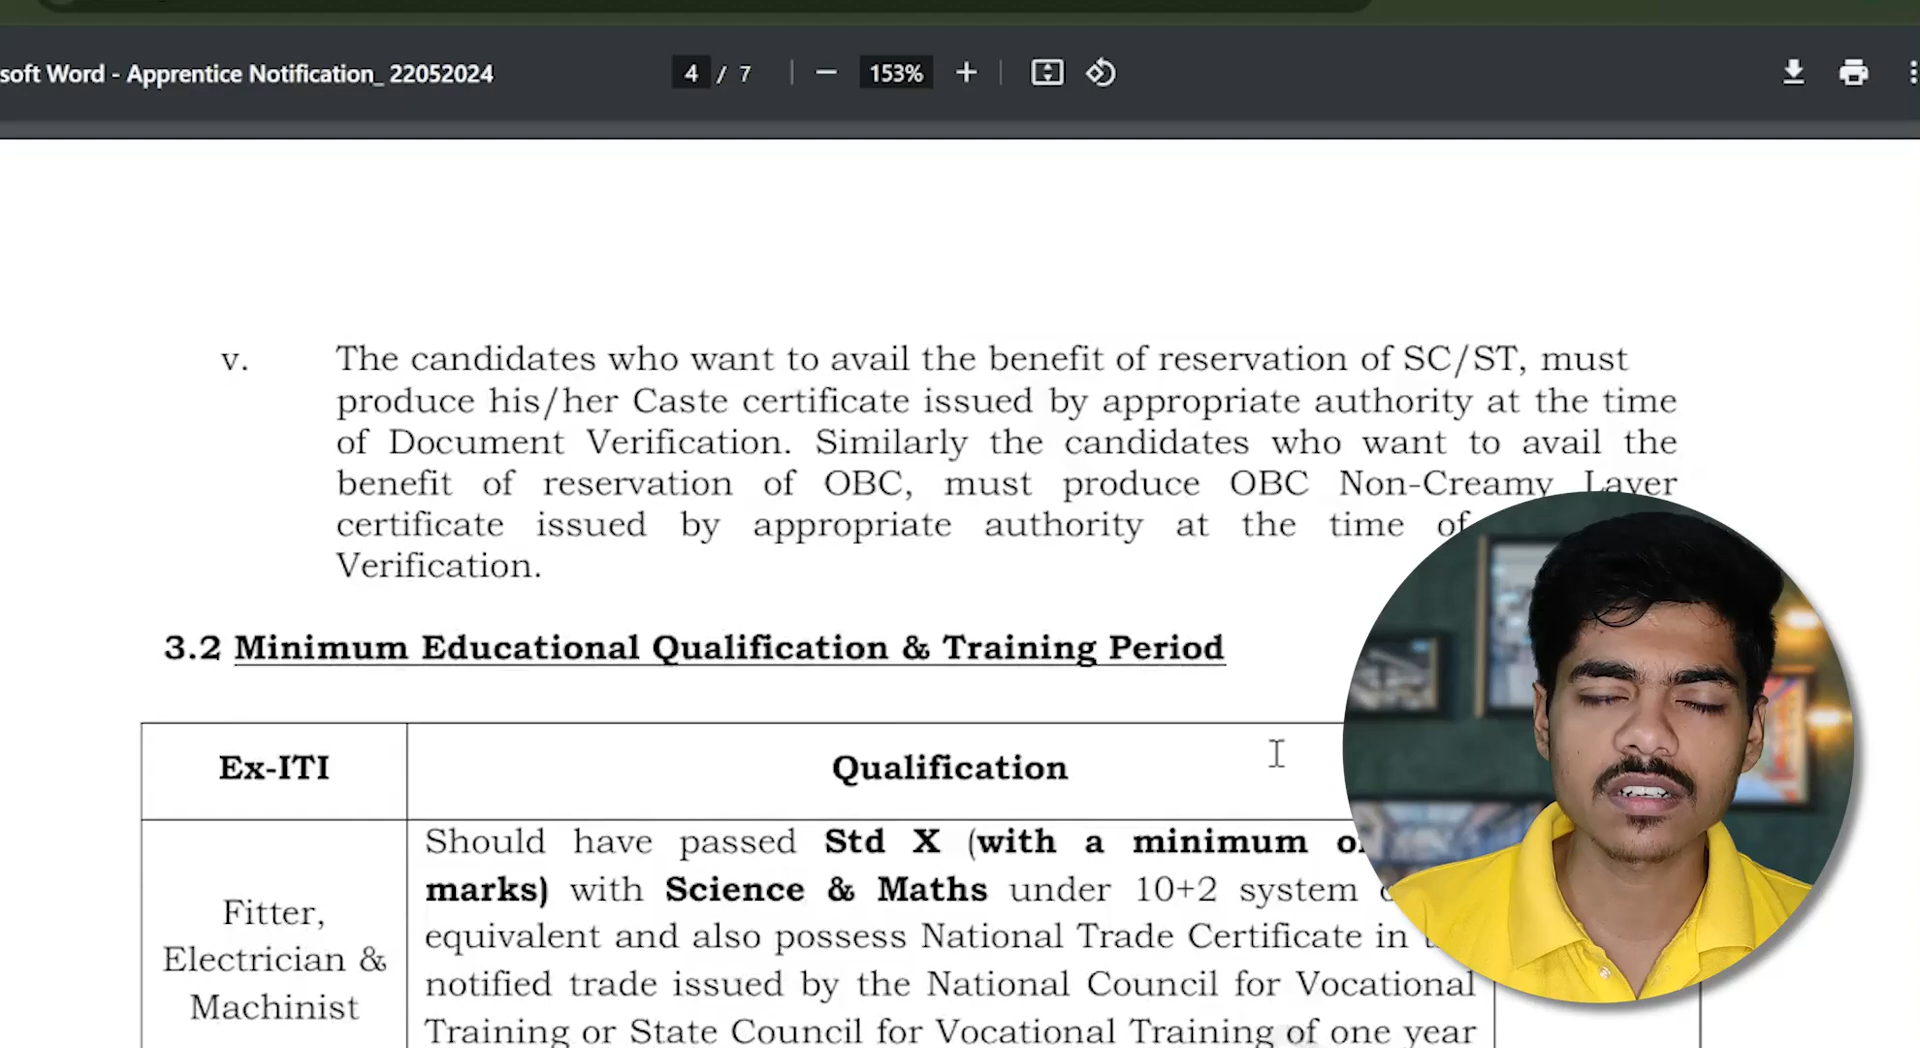 soft Word - Apprentice Notification_ 22052024
4 / 7
153%
v. The candidates who want to avail the benefit of reservation of SC/ST, must
produce his/her Caste certificate issued by appropriate authority at the time
of Document Verification. Similarly the candidates who want to avail the
benefit of reservation of OBC, must produce OBC Non-Creamy Layer
certificate issued by appropriate authority at the time of
Verification.
3.2 Minimum Educational Qualification & Training Period
Ex-ITI
Qualification
Fitter,
Electrician &
Machinist
Should have passed Std X (with a minimum
marks) with Science & Maths under 10+2 system
equivalent and also possess National Trade Certificate in
notified trade issued by the National Council for Vocational
Training or State Council for Vocational Training of one year